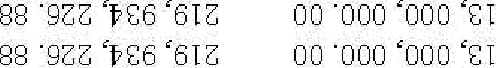 13, 000, 000. 00 219, 934, 226. 88
13, 000, 000. 00 219, 934, 226. 88